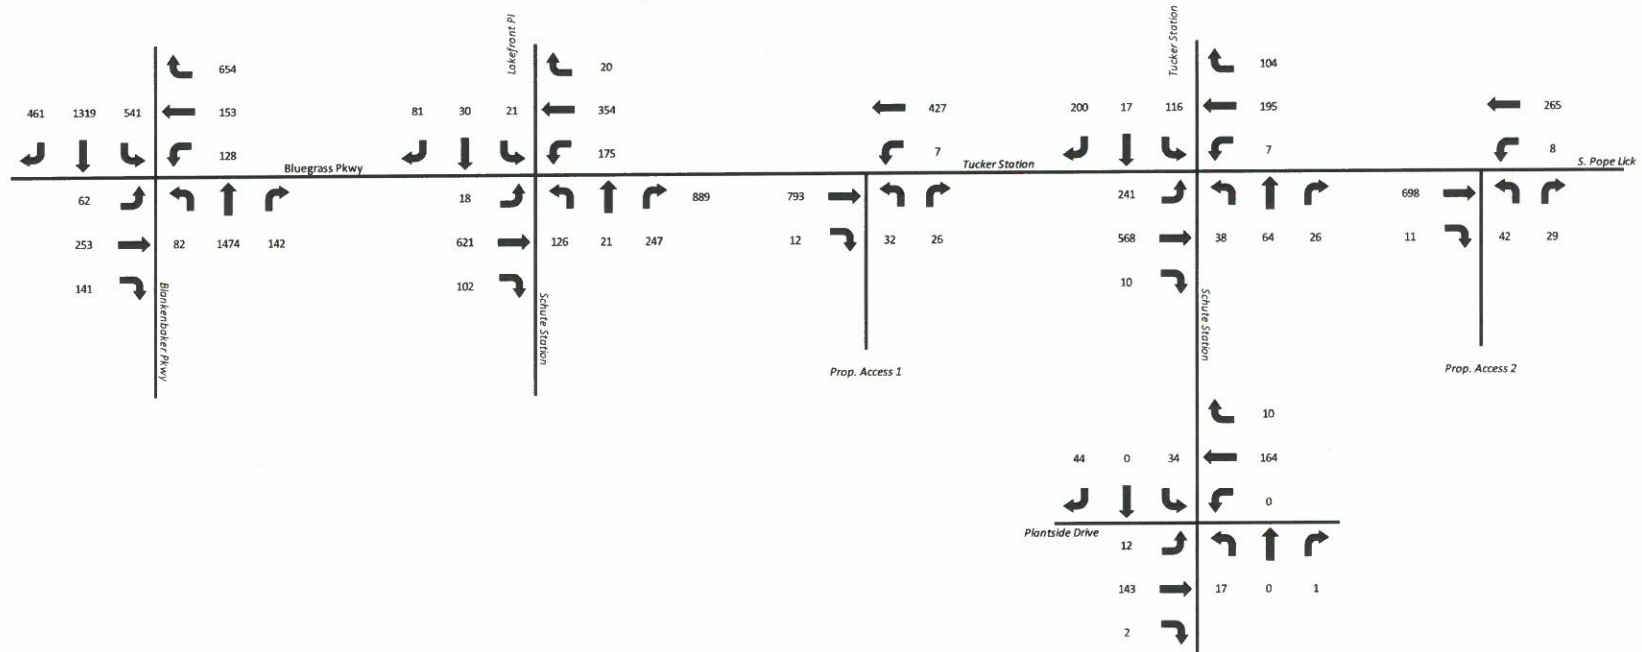 Lakefront Pl
Tucker Station
654
20
104
461 1319 541 153
81 30 21 354
427
200 17 116 195
265
128
175
7
7
8
Bluegrass Pkwy
Tucker Station
S. Pope Lick
62
18
889
793
241
698
253 82 1474 142
621 126 21 247
12 32 26
568 38 64 26
11 42 29
141
102
10
Blankenbaker Pkwy
Schute Station
Schute Station
Prop. Access 1
Prop. Access 2
10
44 0 34 164
0
Plantside Drive
12
143 17 0 1
2